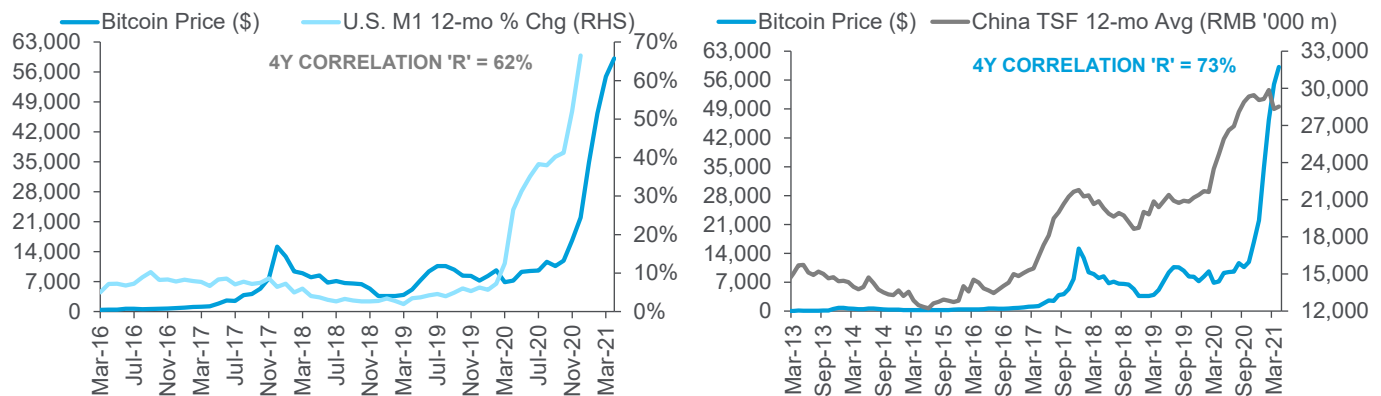 Bitcoin Price ($) U.S. M1 12-mo % Chg (RHS)
4Y CORRELATION 'R' = 62%
63,000
56,000
49,000
42,000
35,000
28,000
21,000
14,000
7,000
0
70%
60%
50%
40%
30%
20%
10%
0%
Mar-16
Jul-16
Nov-16
Mar-17
Jul-17
Nov-17
Mar-18
Jul-18
Nov-18
Mar-19
Jul-19
Nov-19
Mar-20
Jul-20
Nov-20
Mar-21
Bitcoin Price ($) China TSF 12-mo Avg (RMB '000 m)
4Y CORRELATION 'R' = 73%
63,000
56,000
49,000
42,000
35,000
28,000
21,000
14,000
7,000
0
33,000
30,000
27,000
24,000
21,000
18,000
15,000
12,000
Mar-13
Sep-13
Mar-14
Sep-14
Mar-15
Sep-15
Mar-16
Sep-16
Mar-17
Sep-17
Mar-18
Sep-18
Mar-19
Sep-19
Mar-20
Sep-20
Mar-21